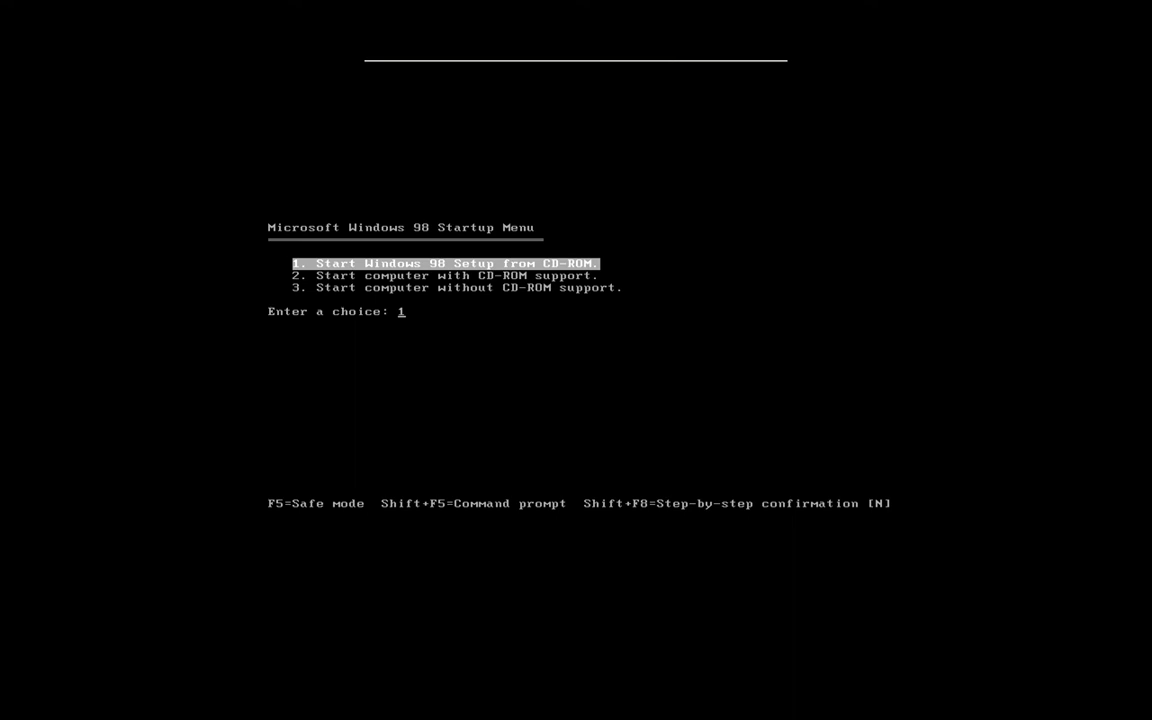 Microsoft Windows 98 Startup Menu
1. Start Windows 98 Setup from CD-ROM.
2. Start computer with CD-ROM support.
3. Start computer without CD-ROM support.
Enter a choice: 1
F5=Safe mode  Shift+F5=Command prompt  Shift+F8=Step-by-step confirmation [N]